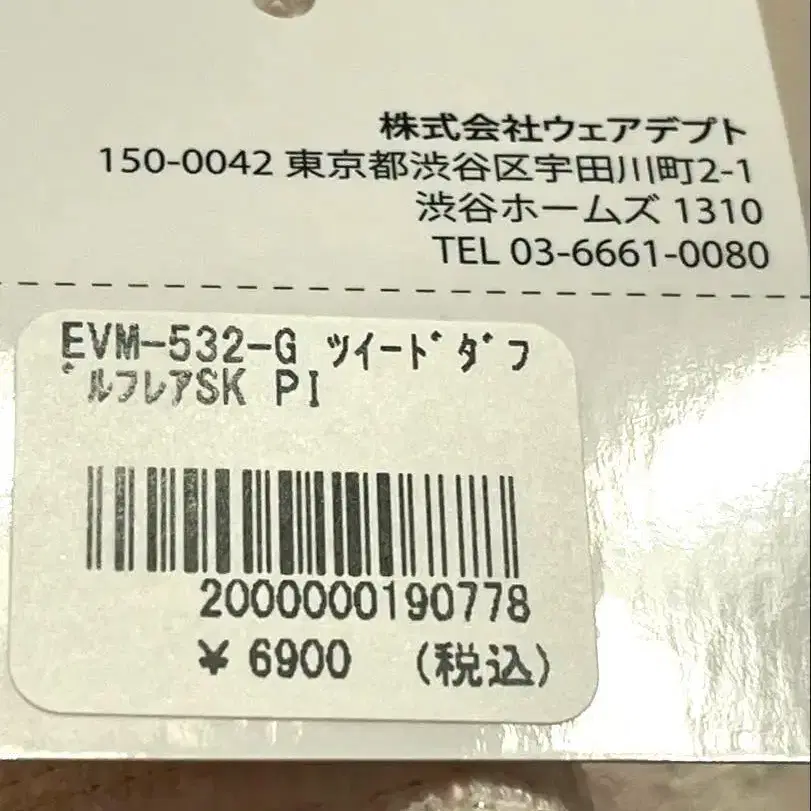 株式会社ウェアデプト
150-0042 東京都渋谷区宇田川町2-1
渋谷ホームズ 1310
TEL 03-6661-0080
EVM-532-G ﾂｲｰﾄﾞﾀﾞﾌ
ﾞﾙﾌﾚｱSK PI
2000000190778
¥ 6900 (税込)